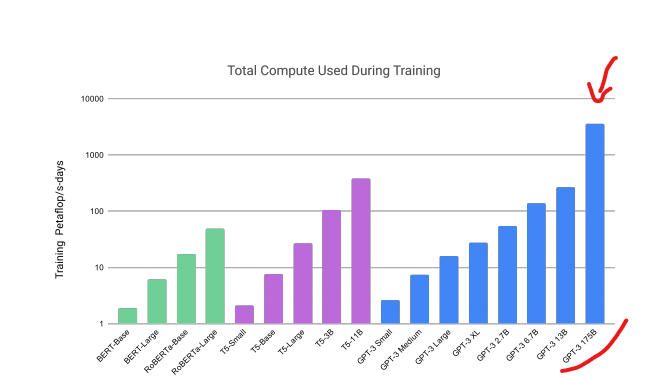 Total Compute Used During Training
Training Petaflop/s-days
10000
1000
100
10
1
BERT-Base
BERT-Large
RoBERTa-Base
RoBERTa-Large
T5-Small
T5-Base
T5-Large
T5-3B
T5-11B
GPT-3 Small
GPT-3 Medium
GPT-3 Large
GPT-3 XL
GPT-3 2.7B
GPT-3 6.7B
GPT-3 13B
GPT-3 175B